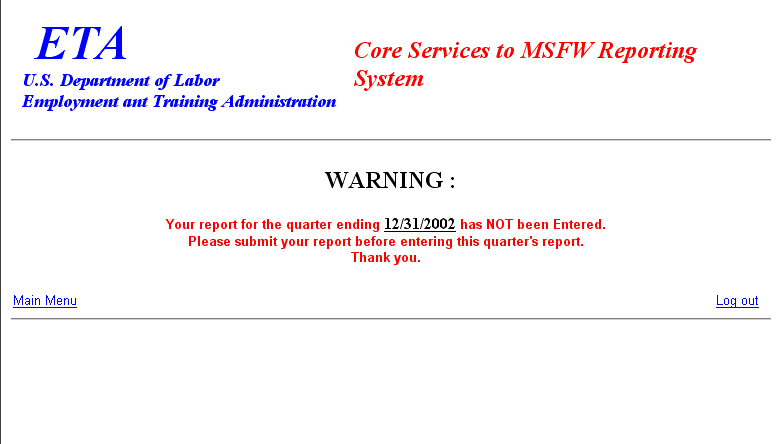 ETA
U.S. Department of Labor
Employment ant Training Administration
Core Services to MSFW Reporting
System
WARNING :
Your report for the quarter ending 12/31/2002 has NOT been Entered.
Please submit your report before entering this quarter's report.
Thank you.
Main Menu
Log out